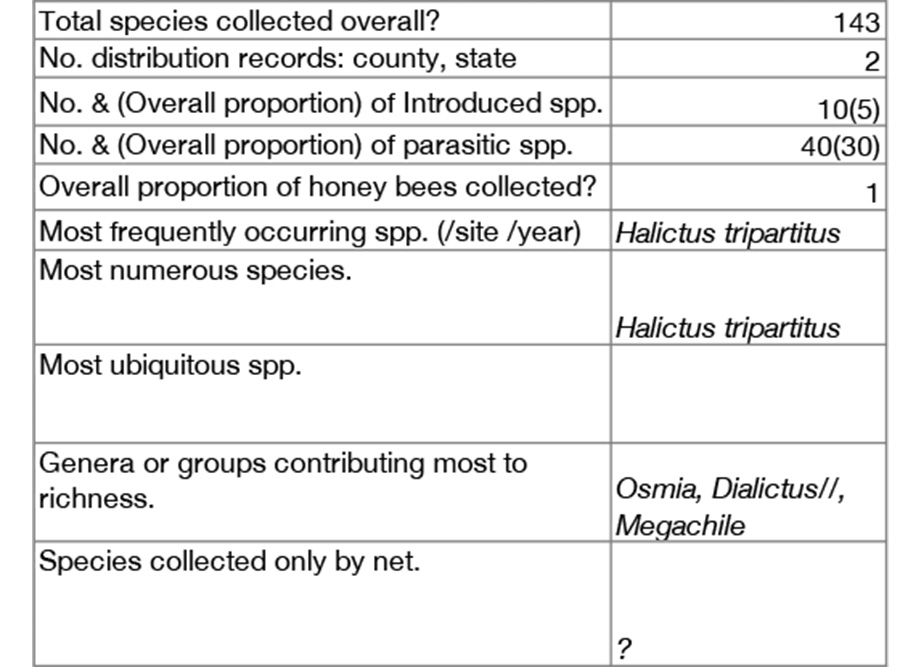 Total species collected overall? 143
No. distribution records: county, state 2
No. & (Overall proportion) of Introduced spp. 10(5)
No. & (Overall proportion) of parasitic spp. 40(30)
Overall proportion of honey bees collected? 1
Most frequently occurring spp. (/site /year) Halictus tripartitus
Most numerous species.
Halictus tripartitus
Most ubiquitous spp.
Genera or groups contributing most to
richness.
Osmia, Dialictus//,
Megachile
Species collected only by net.
?